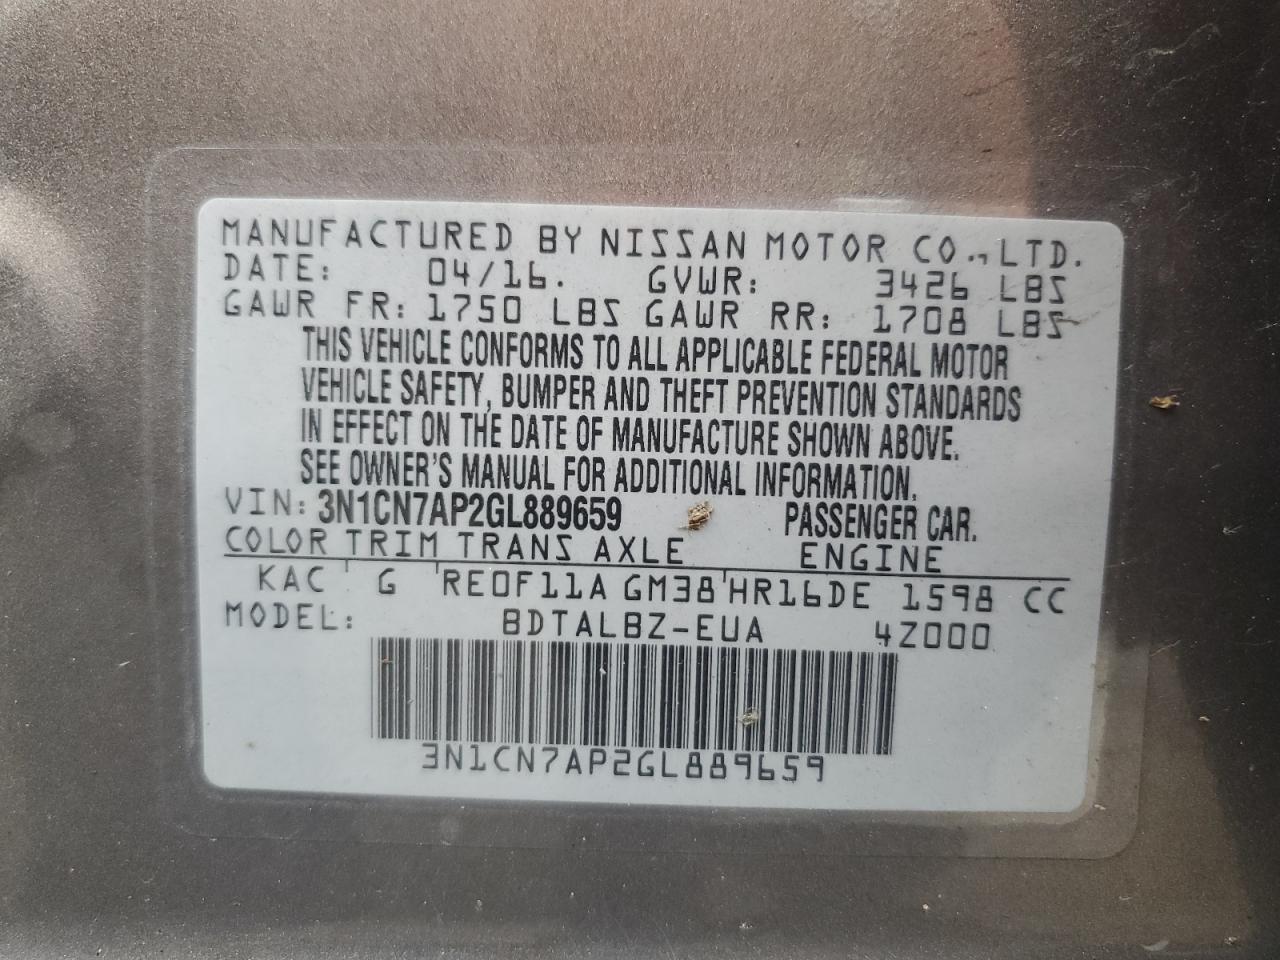 MANUFACTURED BY NISSAN MOTOR CO., LTD.
DATE: 04/16. GVWR: 3426 LBS
GAWR FR: 1750 LBS GAWR RR: 1708 LBS
THIS VEHICLE CONFORMS TO ALL APPLICABLE FEDERAL MOTOR
VEHICLE SAFETY, BUMPER AND THEFT PREVENTION STANDARDS
IN EFFECT ON THE DATE OF MANUFACTURE SHOWN ABOVE.
SEE OWNER'S MANUAL FOR ADDITIONAL INFORMATION.
VIN: 3N1CN7AP2GL889659 PASSENGER CAR.
COLOR TRIM TRANS AXLE ENGINE
KAC G RE0F11A GM38 HR16DE 1598 CC
MODEL: BDTALBZ-EUA 4Z000
3N1CN7AP2GL889659